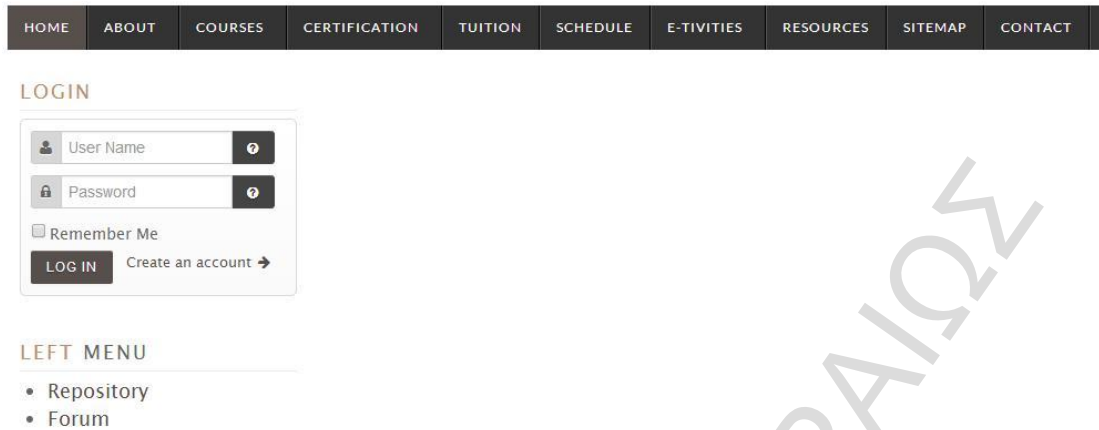 HOME ABOUT COURSES CERTIFICATION TUITION SCHEDULE E-TIVITIES RESOURCES SITEMAP CONTACT
LOGIN
User Name
Password
Remember Me
LOG IN Create an account
LEFT MENU
Repository
Forum
ΡΑΙΩΣ